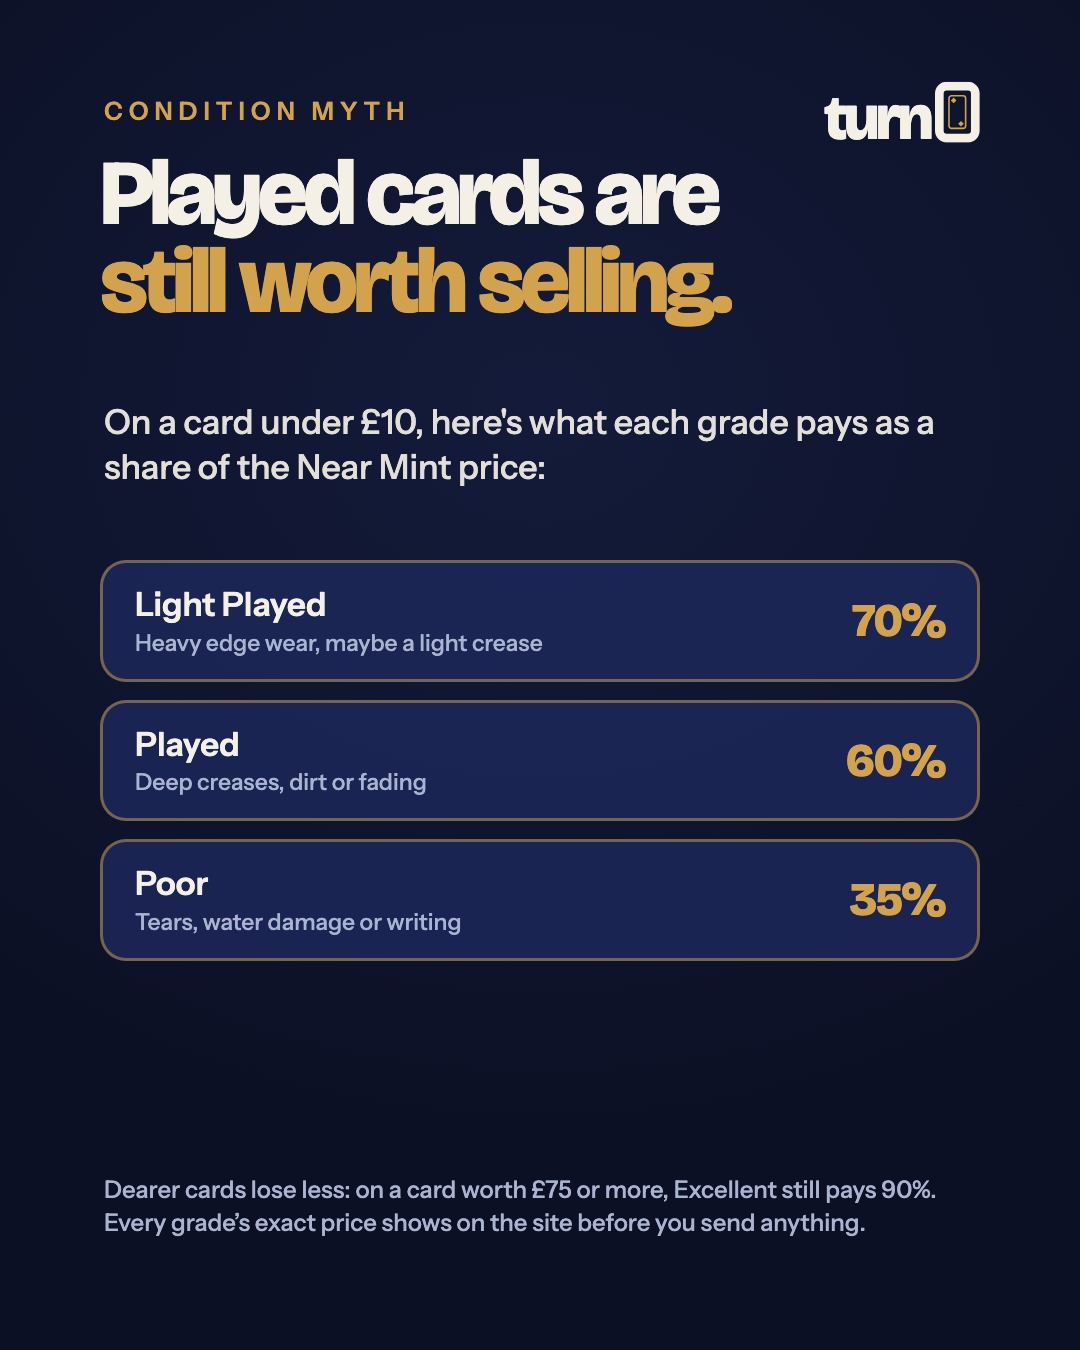 CONDITION MYTH
turn0
Played cards are
still worth selling.
On a card under £10, here's what each grade pays as a
share of the Near Mint price:
Light Played
Heavy edge wear, maybe a light crease
70%
Played
Deep creases, dirt or fading
60%
Poor
Tears, water damage or writing
35%
Dearer cards lose less: on a card worth £75 or more, Excellent still pays 90%.
Every grade’s exact price shows on the site before you send anything.